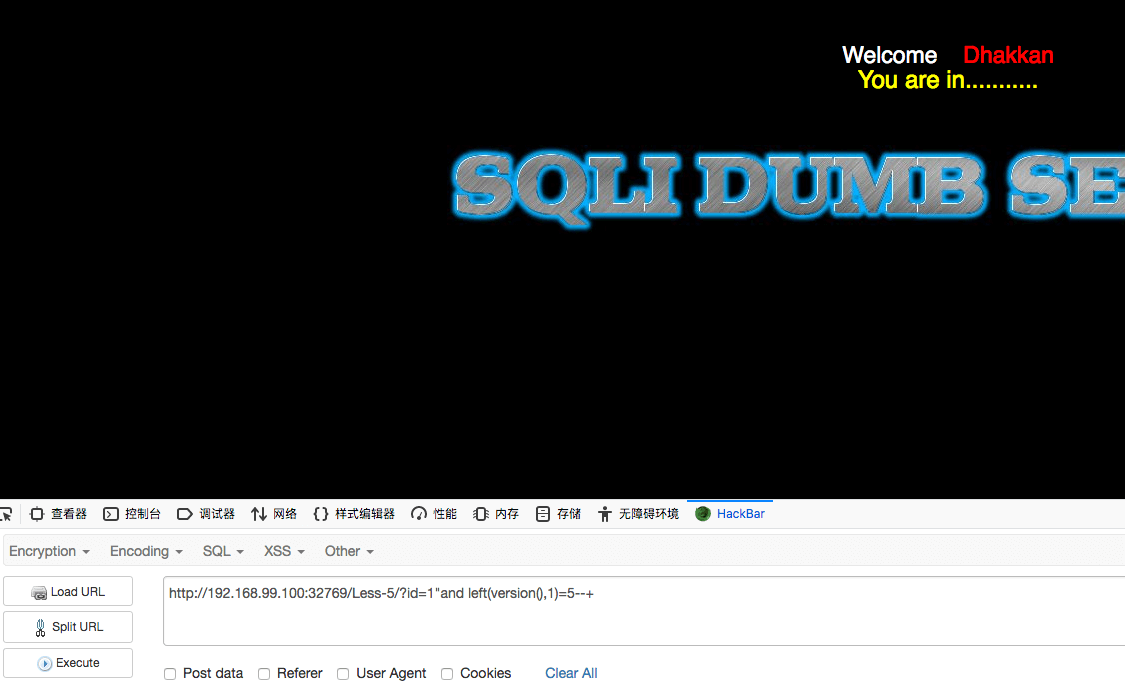 Welcome Dhakkan
You are in...........
SQLI DUMB SE
查看器 控制台 调试器 网络 样式编辑器 性能 内存 存储 无障碍环境 HackBar
Encryption Encoding SQL XSS Other
Load URL
http://192.168.99.100:32769/Less-5/?id=1"and left(version(),1)=5--+
Split URL
Execute
Post data Referer User Agent Cookies Clear All